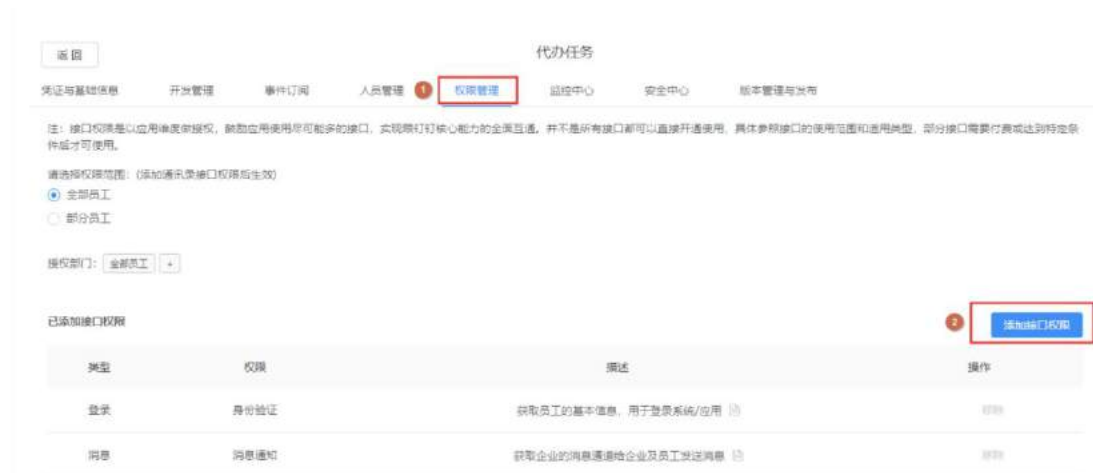 返回
代办任务
凭证与基础信息 开发管理 事件订阅 人员管理 1 权限管理 监控中心 安全中心 版本管理与发布
注：接口权限是以应用维度做授权，鼓励应用使用尽可能多的接口，实现跟钉钉核心能力的全面互通。并不是所有接口都可以直接开通使用，具体参照接口的使用范围和适用类型，部分接口需要付费或达到特定条
件后才可使用。
请选择权限范围：(添加通讯录接口权限后生效)
全部员工
部分员工
授权部门： 全部员工 +
已添加接口权限 2 添加接口权限
类型 权限 描述 操作
登录 身份验证 获取员工的基本信息，用于登录系统/应用 移除
消息 消息通知 获取企业的消息通道给企业及员工发送消息 移除